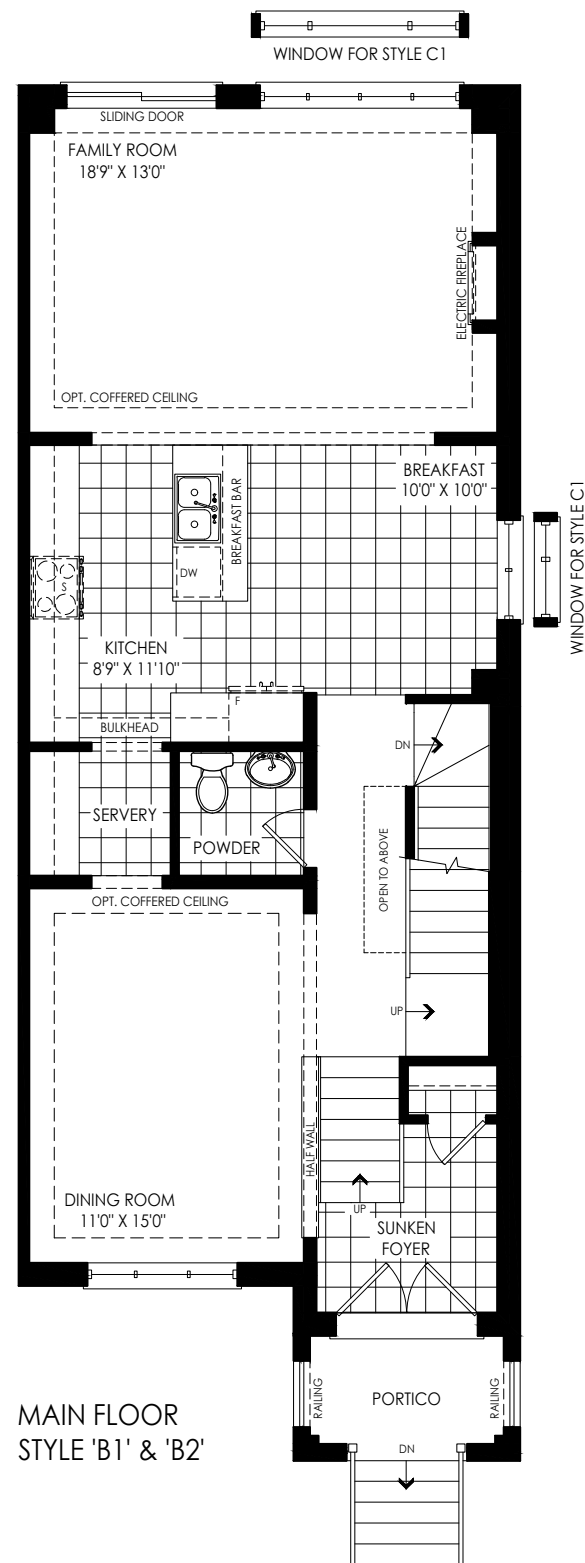 WINDOW FOR STYLE C1
SLIDING DOOR
FAMILY ROOM
18'9" X 13'0"
ELECTRIC FIREPLACE
OPT. COFFERED CEILING
BREAKFAST
10'0" X 10'0"
BREAKFAST BAR
DW
S
WINDOW FOR STYLE C1
KITCHEN
8'9" X 11'10"
F
BULKHEAD
DN
SERVERY
POWDER
OPEN TO ABOVE
OPT. COFFERED CEILING
UP
HALF WALL
DINING ROOM
11'0" X 15'0"
UP
SUNKEN
FOYER
RAILING
PORTICO
RAILING
DN
MAIN FLOOR
STYLE 'B1' & 'B2'